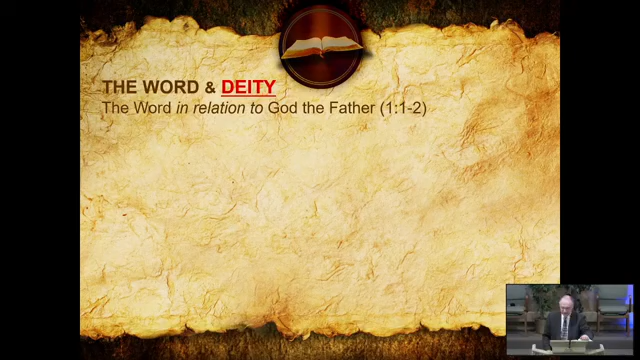 THE WORD & DEITY
The Word in relation to God the Father (1:1-2)